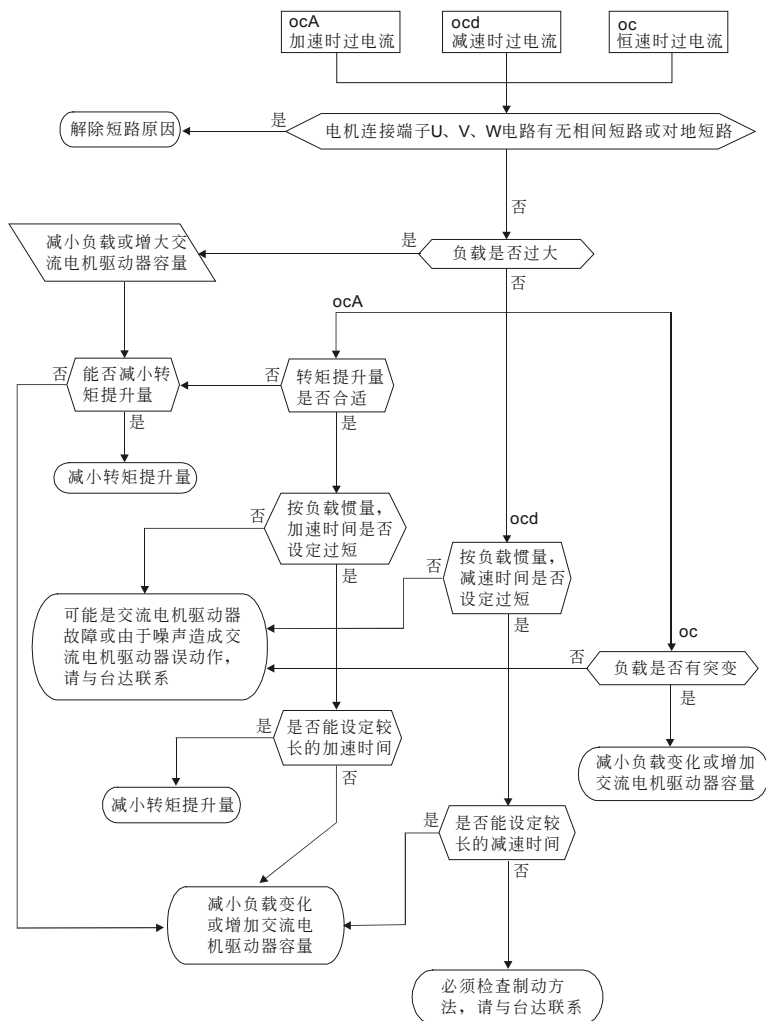 ocA
加速时过电流
ocd
减速时过电流
oc
恒速时过电流
是
解除短路原因
电机连接端子U、V、W电路有无相间短路或对地短路
否
减小负载或增大交
流电机驱动器容量
是
负载是否过大
否
ocA
否
能否减小转
矩提升量
否
转矩提升量
是否合适
是
是
减小转矩提升量
否
按负载惯量，
加速时间是否
设定过短
ocd
是
否
按负载惯量，
减速时间是否
设定过短
可能是交流电机驱动器
故障或由于噪声造成交
流电机驱动器误动作，
请与台达联系
是
oc
否
负载是否有突变
是
是
是否能设定较
长的加速时间
否
减小负载变化或增加
交流电机驱动器容量
减小转矩提升量
是
是否能设定较
长的减速时间
否
减小负载变化
或增加交流电
机驱动器容量
必须检查制动方
法，请与台达联系